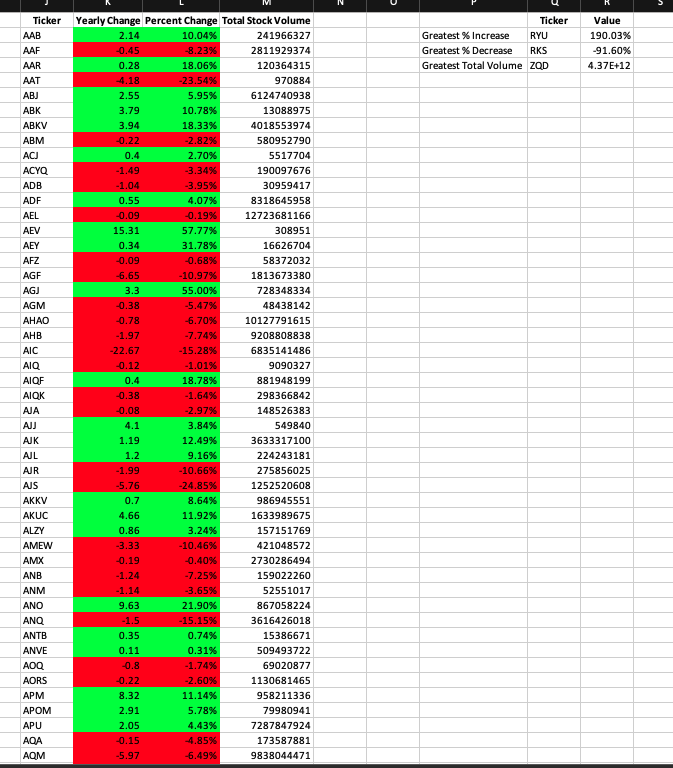 J K L M N O P Q R S
Ticker Yearly Change Percent Change Total Stock Volume Ticker Value
AAB 2.14 10.04% 241966327 Greatest % Increase RYU 190.03%
AAF -0.45 -8.23% 2811929374 Greatest % Decrease RKS -91.60%
AAR 0.28 18.06% 120364315 Greatest Total Volume ZQD 4.37E+12
AAT -4.18 -23.54% 970884
ABJ 2.55 5.95% 6124740938
ABK 3.79 10.78% 13088975
ABKV 3.94 18.33% 4018553974
ABM -0.22 -2.82% 580952790
ACJ 0.4 2.70% 5517704
ACYQ -1.49 -3.34% 190097676
ADB -1.04 -3.95% 30959417
ADF 0.55 4.07% 8318645958
AEL -0.09 -0.19% 12723681166
AEV 15.31 57.77% 308951
AEY 0.34 31.78% 16626704
AFZ -0.09 -0.68% 58372032
AGF -6.65 -10.97% 1813673380
AGJ 3.3 55.00% 728348334
AGM -0.38 -5.47% 48438142
AHAO -0.78 -6.70% 10127791615
AHB -1.97 -7.74% 9208808838
AIC -22.67 -15.28% 6835141486
AIQ -0.12 -1.01% 9090327
AIQF 0.4 18.78% 881948199
AIQK -0.38 -1.64% 298366842
AJA -0.08 -2.97% 148526383
AJJ 4.1 3.84% 549840
AJK 1.19 12.49% 3633317100
AJL 1.2 9.16% 224243181
AJR -1.99 -10.66% 275856025
AJS -5.76 -24.85% 1252520608
AKKV 0.7 8.64% 986945551
AKUC 4.66 11.92% 1633989675
ALZY 0.86 3.24% 157151769
AMEW -3.33 -10.46% 421048572
AMX -0.19 -0.40% 2730286494
ANB -1.24 -7.25% 159022260
ANM -1.14 -3.65% 52551017
ANO 9.63 21.90% 867058224
ANQ -1.5 -15.15% 3616426018
ANTB 0.35 0.74% 15386671
ANVE 0.11 0.31% 509493722
AOQ -0.8 -1.74% 69020877
AORS -0.22 -2.60% 1130681465
APM 8.32 11.14% 958211336
APOM 2.91 5.78% 79980941
APU 2.05 4.43% 7287847924
AQA -0.15 -4.85% 173587881
AQM -5.97 -6.49% 9838044471